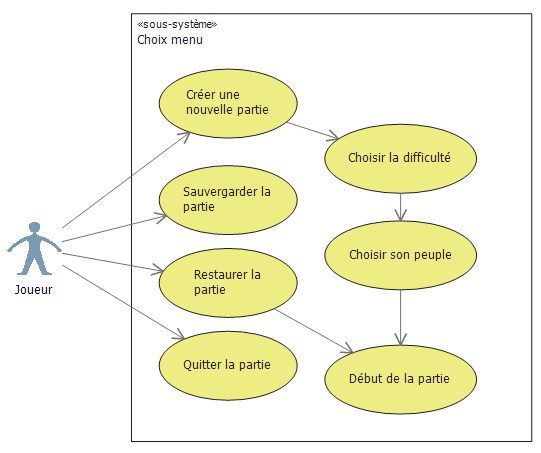 «sous-système»
Choix menu
Créer une
nouvelle partie
Choisir la difficulté
Sauvergarder la
partie
Choisir son peuple
Restaurer la
partie
Joueur
Quitter la partie
Début de la partie